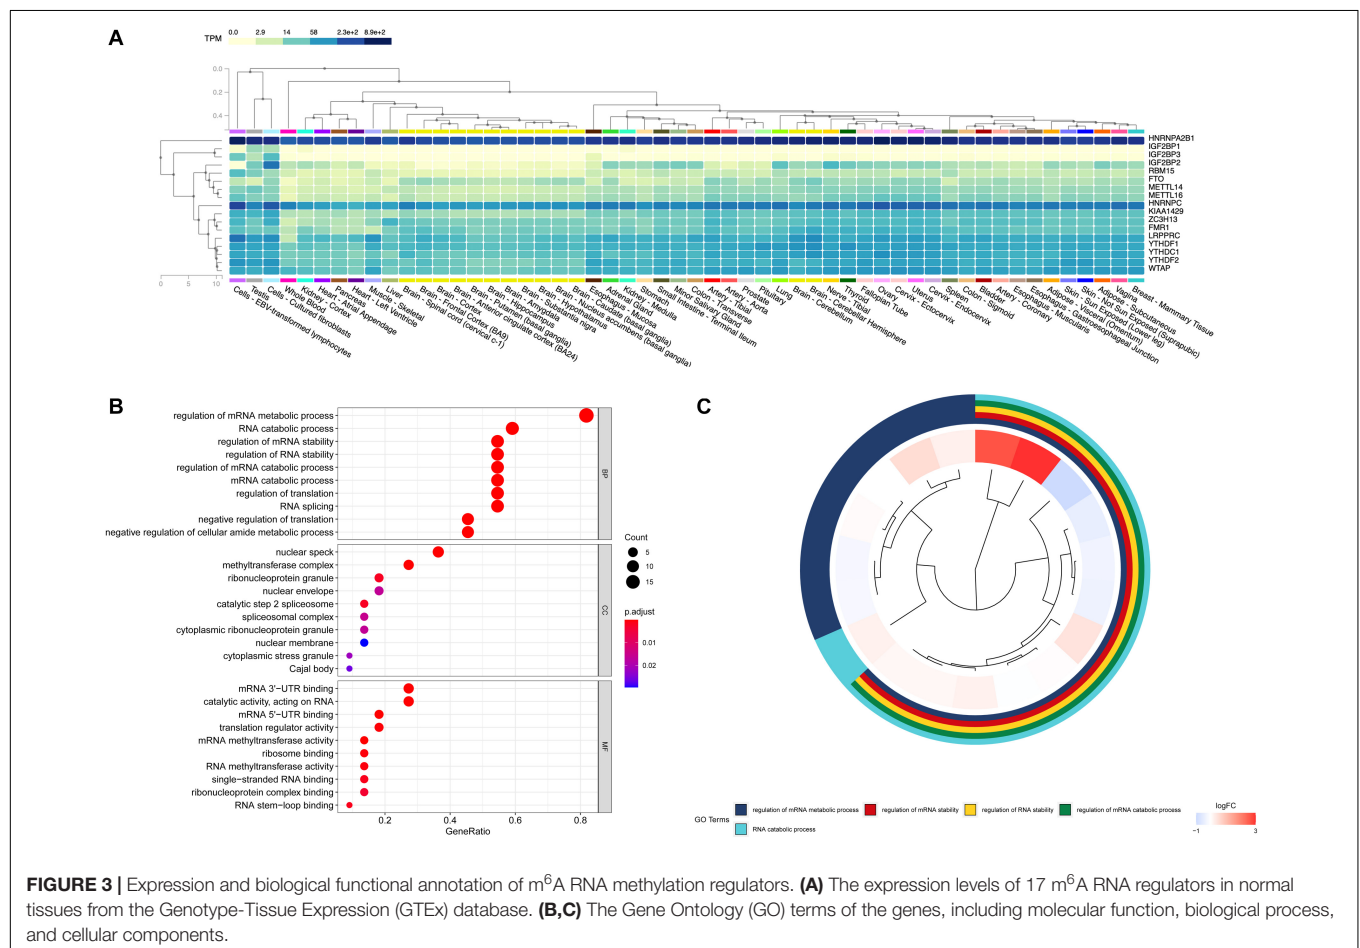 A
TPM
0.0 2.9 14 58 2.3e+2 8.9e+2
0.0
0.2
0.4
0 5 10
HNRNPA2B1
IGF2BP1
IGF2BP3
IGF2BP2
RBM15
FTO
METTL14
METTL16
HNRNPC
KIAA1429
ZC3H13
FMR1
LRPPRC
YTHDF1
YTHDC1
YTHDF2
WTAP
0 5 10
Cells - EBV-transformed lymphocytes
Testis
Cells - Cultured fibroblasts
Whole Blood
Kidney - Cortex
Heart - Atrial Appendage
Pancreas
Heart - Left Ventricle
Muscle - Skeletal
Liver
Brain - Spinal cord (cervical c-1)
Brain - Cortex
Brain - Frontal Cortex (BA9)
Brain - Anterior cingulate cortex (BA24)
Brain - Putamen (basal ganglia)
Brain - Hippocampus
Brain - Amygdala
Brain - Substantia nigra
Brain - Hypothalamus
Brain - Nucleus accumbens (basal ganglia)
Brain - Caudate (basal ganglia)
Esophagus - Mucosa
Adrenal Gland
Kidney - Medulla
Stomach
Small Intestine - Terminal Ileum
Minor Salivary Gland
Colon - Transverse
Artery - Tibial
Artery - Aorta
Prostate
Pituitary
Lung
Brain - Cerebellum
Brain - Cerebellar Hemisphere
Nerve - Tibial
Thyroid
Fallopian Tube
Ovary
Cervix - Ectocervix
Uterus
Cervix - Endocervix
Spleen
Colon - Sigmoid
Bladder
Artery - Coronary
Esophagus - Muscularis
Esophagus - Gastroesophageal Junction
Adipose - Visceral (Omentum)
Skin - Sun Exposed (Lower leg)
Skin - Not Sun Exposed (Suprapubic)
Adipose - Subcutaneous
Vagina
Breast - Mammary Tissue
B
regulation of mRNA metabolic process
RNA catabolic process
regulation of mRNA stability
regulation of RNA stability
regulation of mRNA catabolic process
mRNA catabolic process
regulation of translation
RNA splicing
negative regulation of translation
negative regulation of cellular amide metabolic process
BP
nuclear speck
methyltransferase complex
ribonucleoprotein granule
nuclear envelope
catalytic step 2 spliceosome
spliceosomal complex
cytoplasmic ribonucleoprotein granule
nuclear membrane
cytoplasmic stress granule
Cajal body
CC
mRNA 3'−UTR binding
catalytic activity, acting on RNA
mRNA 5'−UTR binding
translation regulator activity
mRNA methyltransferase activity
ribosome binding
RNA methyltransferase activity
single−stranded RNA binding
ribonucleoprotein complex binding
RNA stem−loop binding
MF
0.2 0.4 0.6 0.8
GeneRatio
Count
5
10
15
p.adjust
0.01
0.02
C
GO Terms
regulation of mRNA metabolic process
regulation of mRNA stability
regulation of RNA stability
regulation of mRNA catabolic process
RNA catabolic process
logFC
−1 3
FIGURE 3 | Expression and biological functional annotation of m6A RNA methylation regulators. (A) The expression levels of 17 m6A RNA regulators in normal
tissues from the Genotype-Tissue Expression (GTEx) database. (B,C) The Gene Ontology (GO) terms of the genes, including molecular function, biological process,
and cellular components.